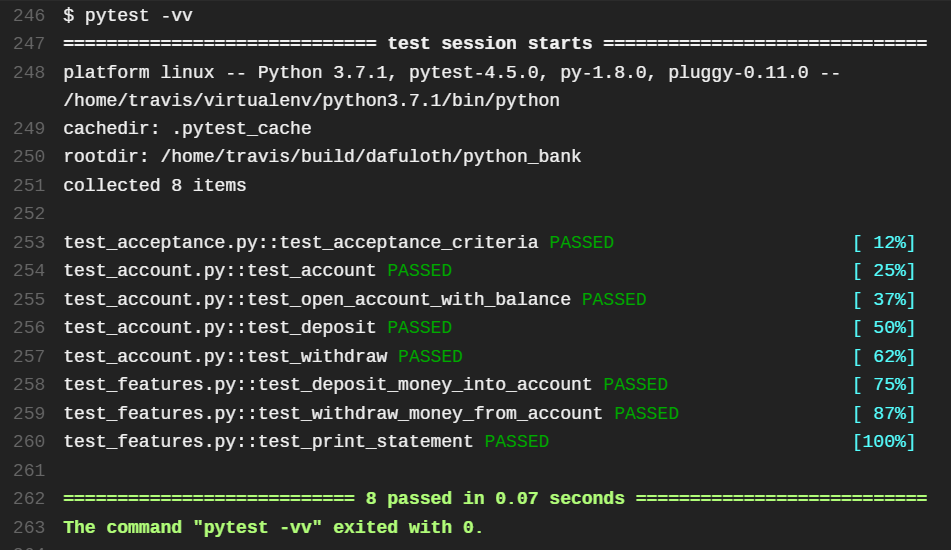 246 $ pytest -vv
247 ============================= test session starts ==============================
248 platform linux -- Python 3.7.1, pytest-4.5.0, py-1.8.0, pluggy-0.11.0 --
/home/travis/virtualenv/python3.7.1/bin/python
249 cachedir: .pytest_cache
250 rootdir: /home/travis/build/dafuloth/python_bank
251 collected 8 items
252
253 test_acceptance.py::test_acceptance_criteria PASSED [ 12%]
254 test_account.py::test_account PASSED [ 25%]
255 test_account.py::test_open_account_with_balance PASSED [ 37%]
256 test_account.py::test_deposit PASSED [ 50%]
257 test_account.py::test_withdraw PASSED [ 62%]
258 test_features.py::test_deposit_money_into_account PASSED [ 75%]
259 test_features.py::test_withdraw_money_from_account PASSED [ 87%]
260 test_features.py::test_print_statement PASSED [100%]
261
262 =========================== 8 passed in 0.07 seconds ===========================
263 The command "pytest -vv" exited with 0.